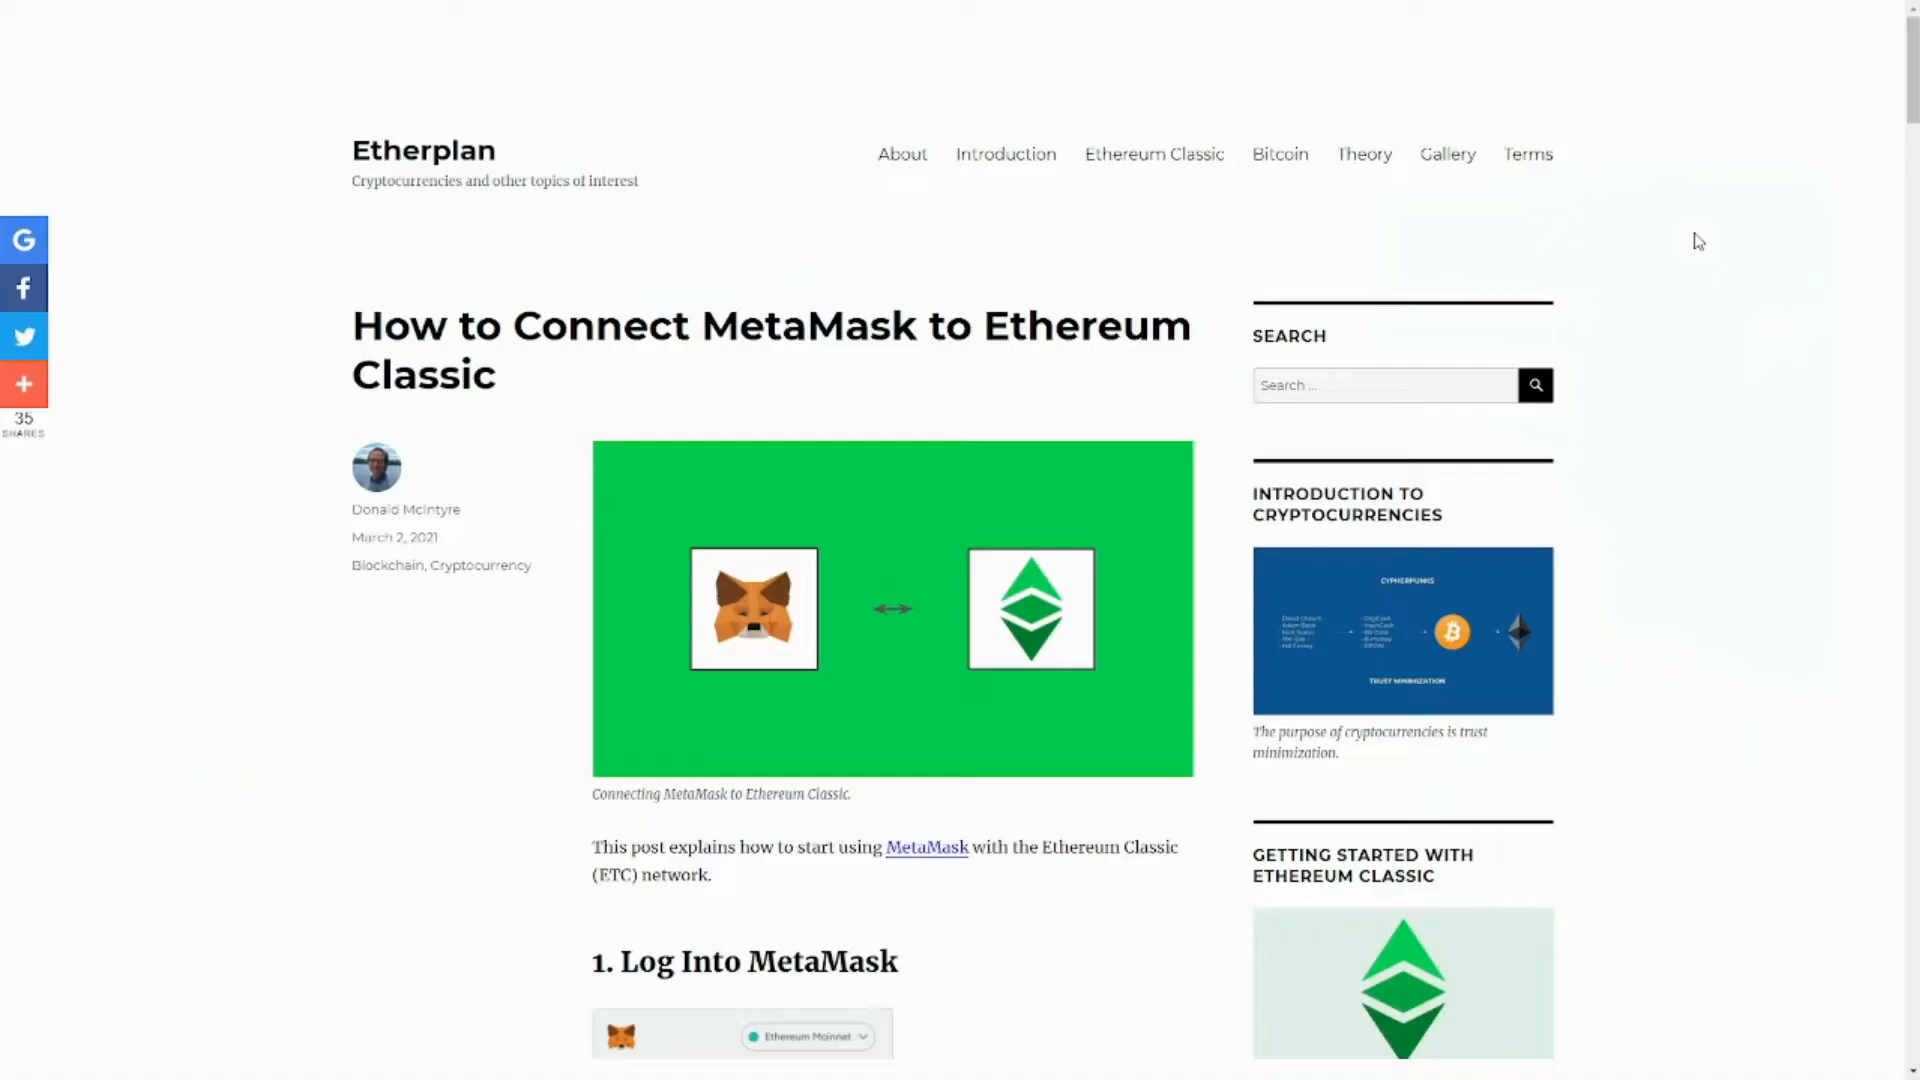 Etherplan
Cryptocurrencies and other topics of interest
About Introduction Ethereum Classic Bitcoin Theory Gallery Terms
35
SHARES
How to Connect MetaMask to Ethereum
Classic
Donald McIntyre
March 2, 2021
Blockchain, Cryptocurrency
Connecting MetaMask to Ethereum Classic.
This post explains how to start using MetaMask with the Ethereum Classic
(ETC) network.
1. Log Into MetaMask
Ethereum Mainnet
SEARCH
Search ...
INTRODUCTION TO
CRYPTOCURRENCIES
CYPHERPUNKS
TRUST MINIMIZATION
The purpose of cryptocurrencies is trust
minimization.
GETTING STARTED WITH
ETHEREUM CLASSIC